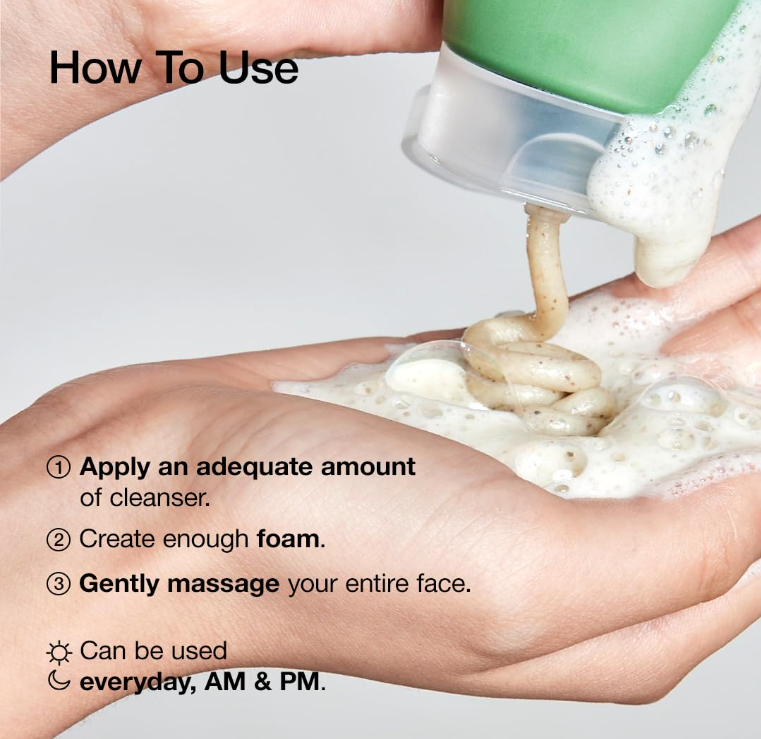 How To Use
① Apply an adequate amount
of cleanser.
② Create enough foam.
③ Gently massage your entire face.
Can be used
everyday, AM & PM.